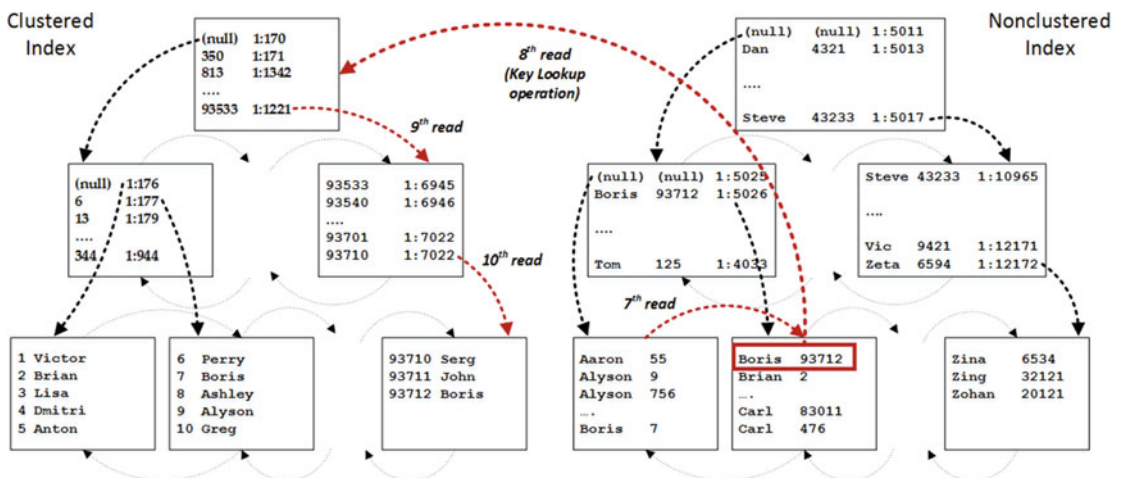 Clustered
Index
(null) 1:170
350 1:171
813 1:1342
....
93533 1:1221
8th read
(Key Lookup
operation)
Nonclustered
Index
(null) (null) 1:5011
Dan 4321 1:5013
....
Steve 43233 1:5017
9th read
(null) 1:176
6 1:177
13 1:179
....
344 1:944
93533 1:6945
93540 1:6946
....
93701 1:7022
93710 1:7022
10th read
(null) (null) 1:5025
Boris 93712 1:5026
....
Tom 125 1:4033
Steve 43233 1:10965
....
Vic 9421 1:12171
Zeta 6594 1:12172
7th read
1 Victor
2 Brian
3 Lisa
4 Dmitri
5 Anton
6 Perry
7 Boris
8 Ashley
9 Alyson
10 Greg
93710 Serg
93711 John
93712 Boris
Aaron 55
Alyson 9
Alyson 756
....
Boris 7
Boris 93712
Brian 2
....
Carl 83011
Carl 476
Zina 6534
Zing 32121
Zohan 20121